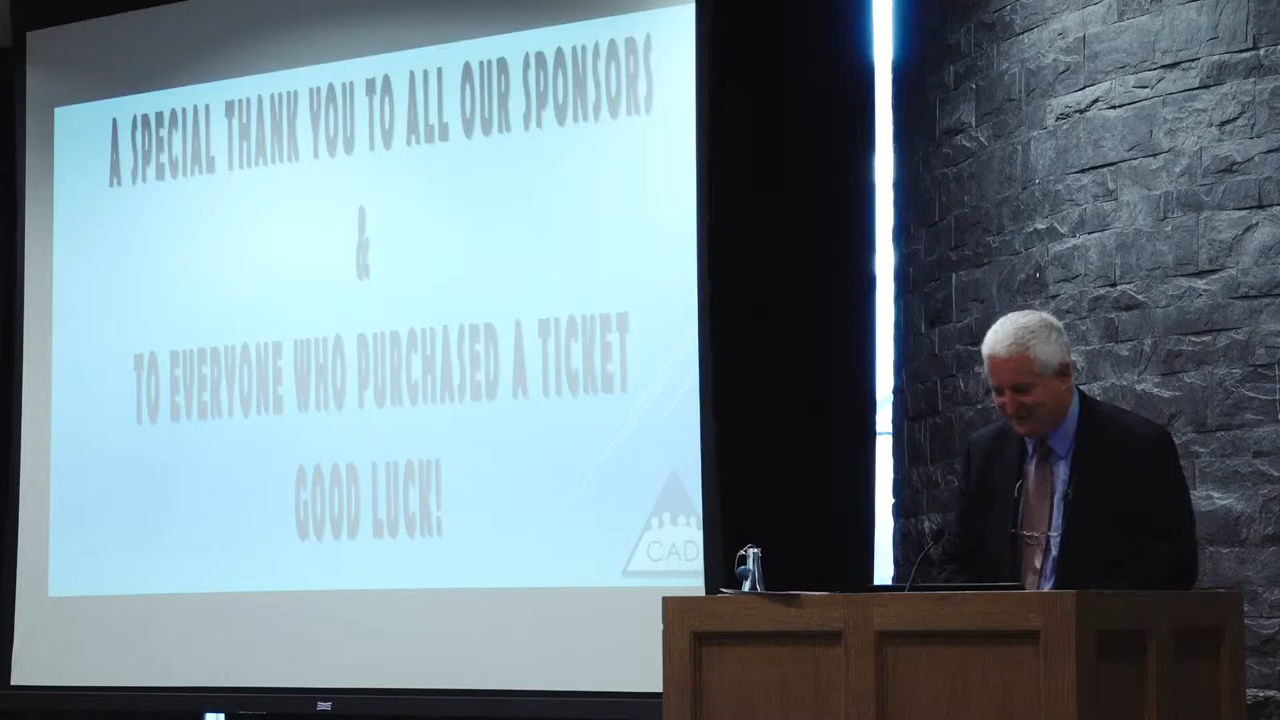 A SPECIAL THANK YOU TO ALL OUR SPONSORS
&
TO EVERYONE WHO PURCHASED A TICKET
GOOD LUCK!
CAD